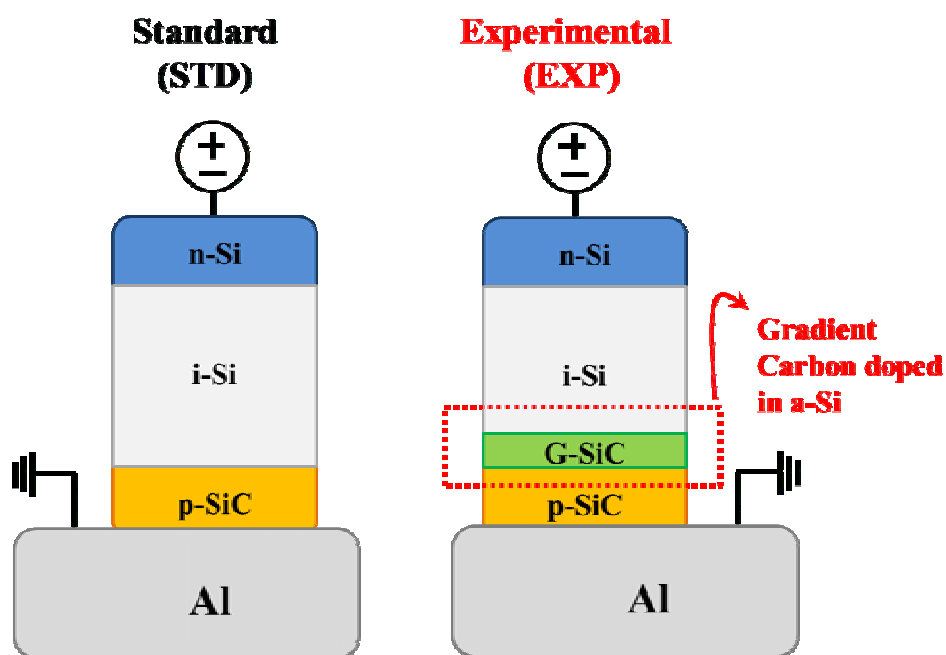 Standard
(STD)
Experimental
(EXP)
+
−
+
−
n-Si
n-Si
i-Si
i-Si
Gradient
Carbon doped
in a-Si
G-SiC
p-SiC
p-SiC
Al
Al